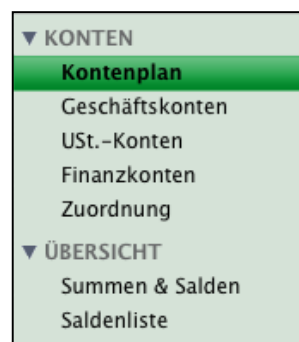 KONTEN
Kontenplan
Geschäftskonten
USt.-Konten
Finanzkonten
Zuordnung
ÜBERSICHT
Summen & Salden
Saldenliste